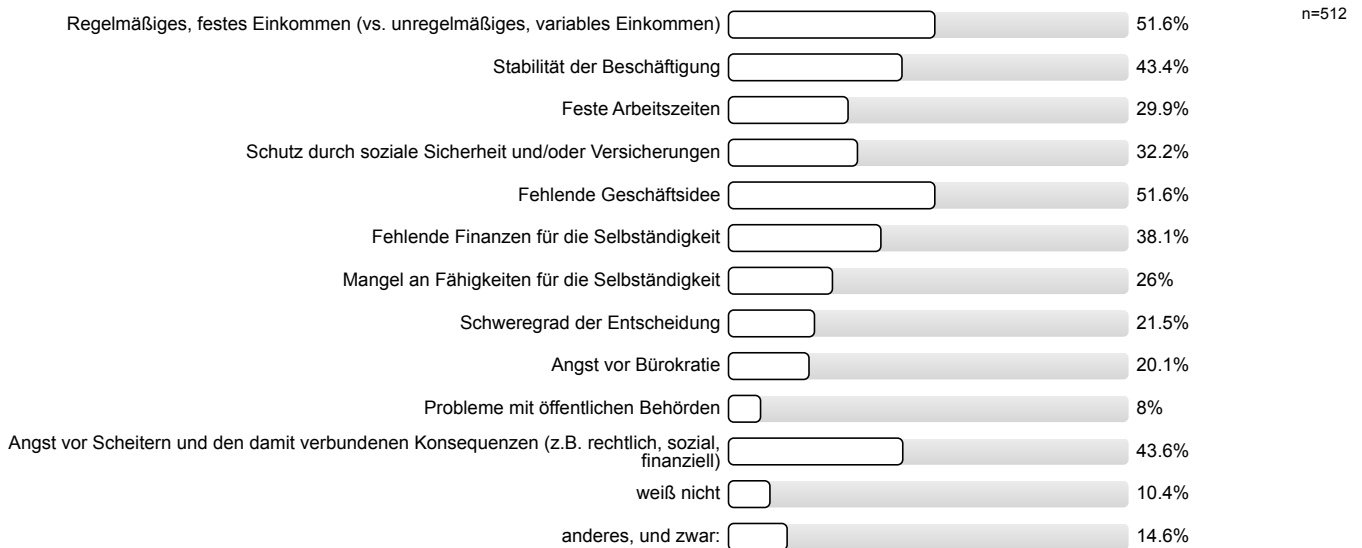 n=512
Regelmäßiges, festes Einkommen (vs. unregelmäßiges, variables Einkommen) 51.6%
Stabilität der Beschäftigung 43.4%
Feste Arbeitszeiten 29.9%
Schutz durch soziale Sicherheit und/oder Versicherungen 32.2%
Fehlende Geschäftsidee 51.6%
Fehlende Finanzen für die Selbständigkeit 38.1%
Mangel an Fähigkeiten für die Selbständigkeit 26%
Schweregrad der Entscheidung 21.5%
Angst vor Bürokratie 20.1%
Probleme mit öffentlichen Behörden 8%
Angst vor Scheitern und den damit verbundenen Konsequenzen (z.B. rechtlich, sozial,
finanziell) 43.6%
weiß nicht 10.4%
anderes, und zwar: 14.6%